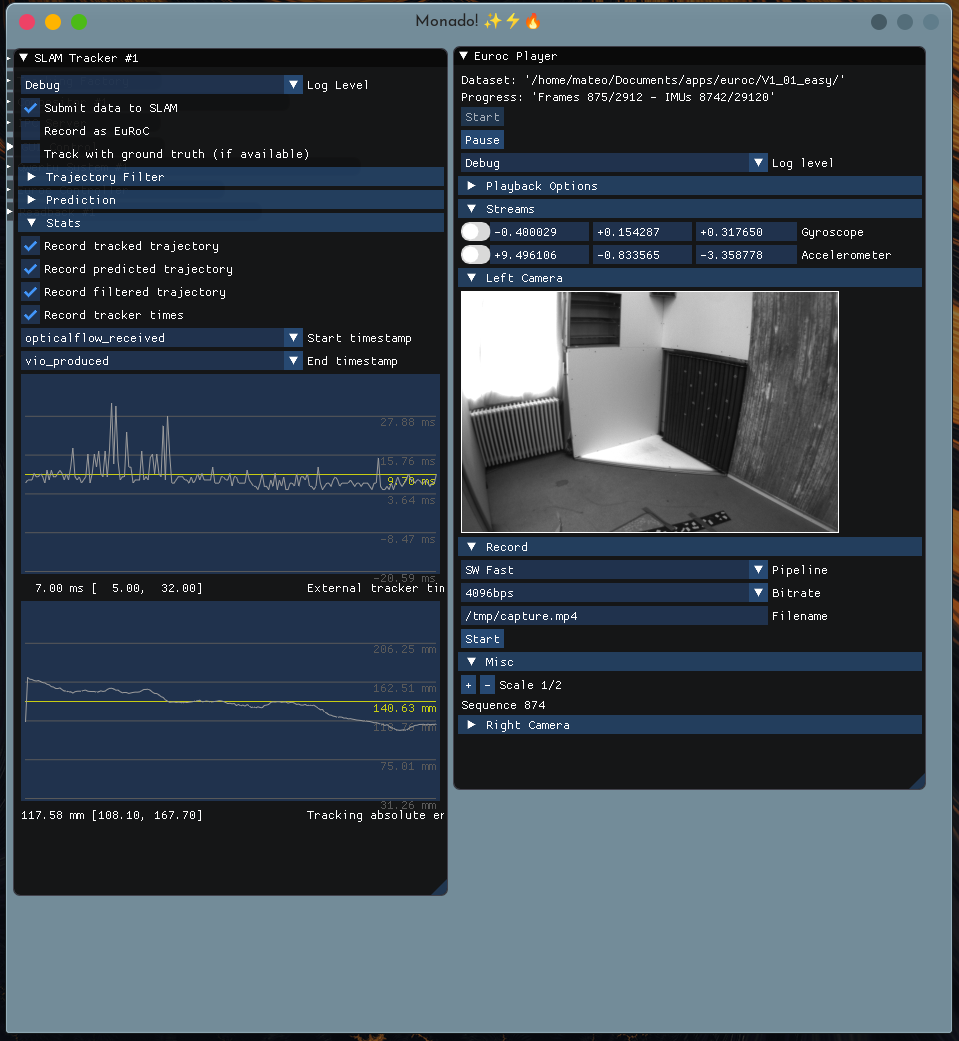 Monado! ✨⚡🔥
SLAM Tracker #1
Debug Log Level
Submit data to SLAM
Record as EuRoC
Track with ground truth (if available)
Trajectory Filter
Prediction
Stats
Record tracked trajectory
Record predicted trajectory
Record filtered trajectory
Record tracker times
opticalflow_received Start timestamp
vio_produced End timestamp
27.88 ms
15.76 ms
9.70 ms
3.64 ms
-8.47 ms
-20.59 ms
7.00 ms [ 5.00, 32.00] External tracker tim
206.25 mm
162.51 mm
140.63 mm
118.76 mm
75.01 mm
31.26 mm
117.58 mm [108.10, 167.70] Tracking absolute er
Euroc Player
Dataset: '/home/mateo/Documents/apps/euroc/V1_01_easy/'
Progress: 'Frames 875/2912 - IMUs 8742/29120'
Start
Pause
Debug Log level
Playback Options
Streams
-0.400029 +0.154287 +0.317650 Gyroscope
+9.496106 -0.833565 -3.358778 Accelerometer
Left Camera
Record
SW Fast Pipeline
4096bps Bitrate
/tmp/capture.mp4 Filename
Start
Misc
+ - Scale 1/2
Sequence 874
Right Camera